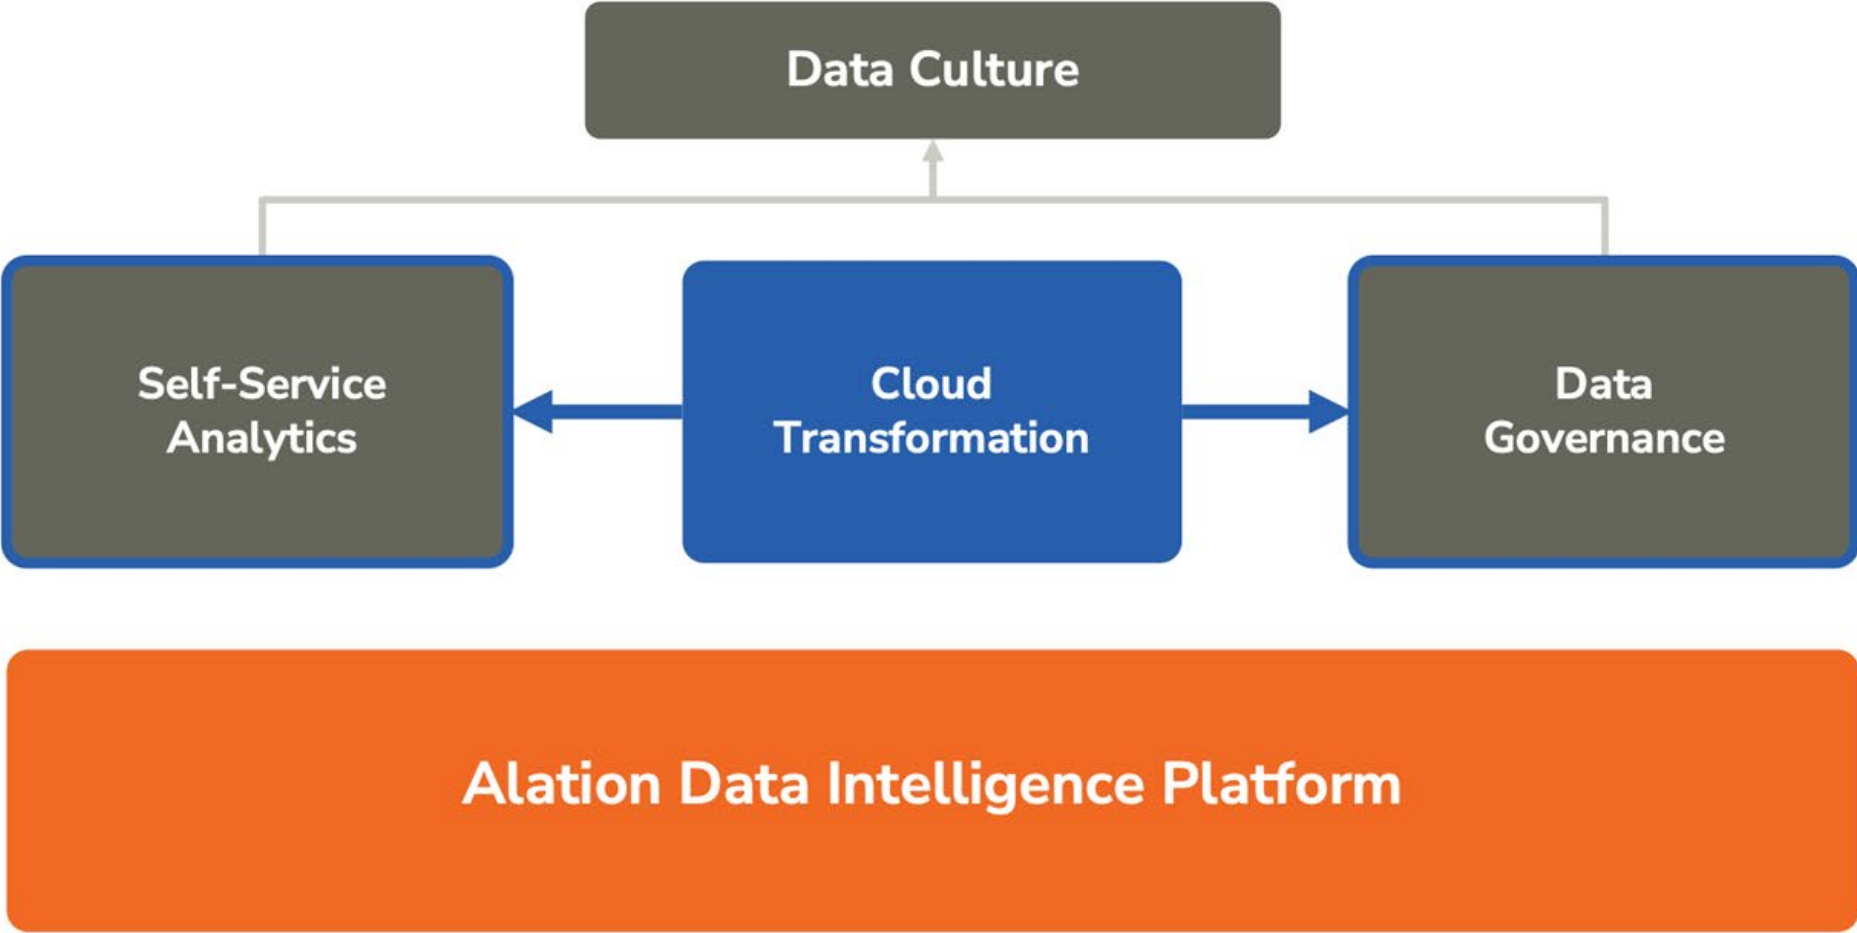 Data Culture
Self-Service
Analytics
Cloud
Transformation
Data
Governance
Alation Data Intelligence Platform